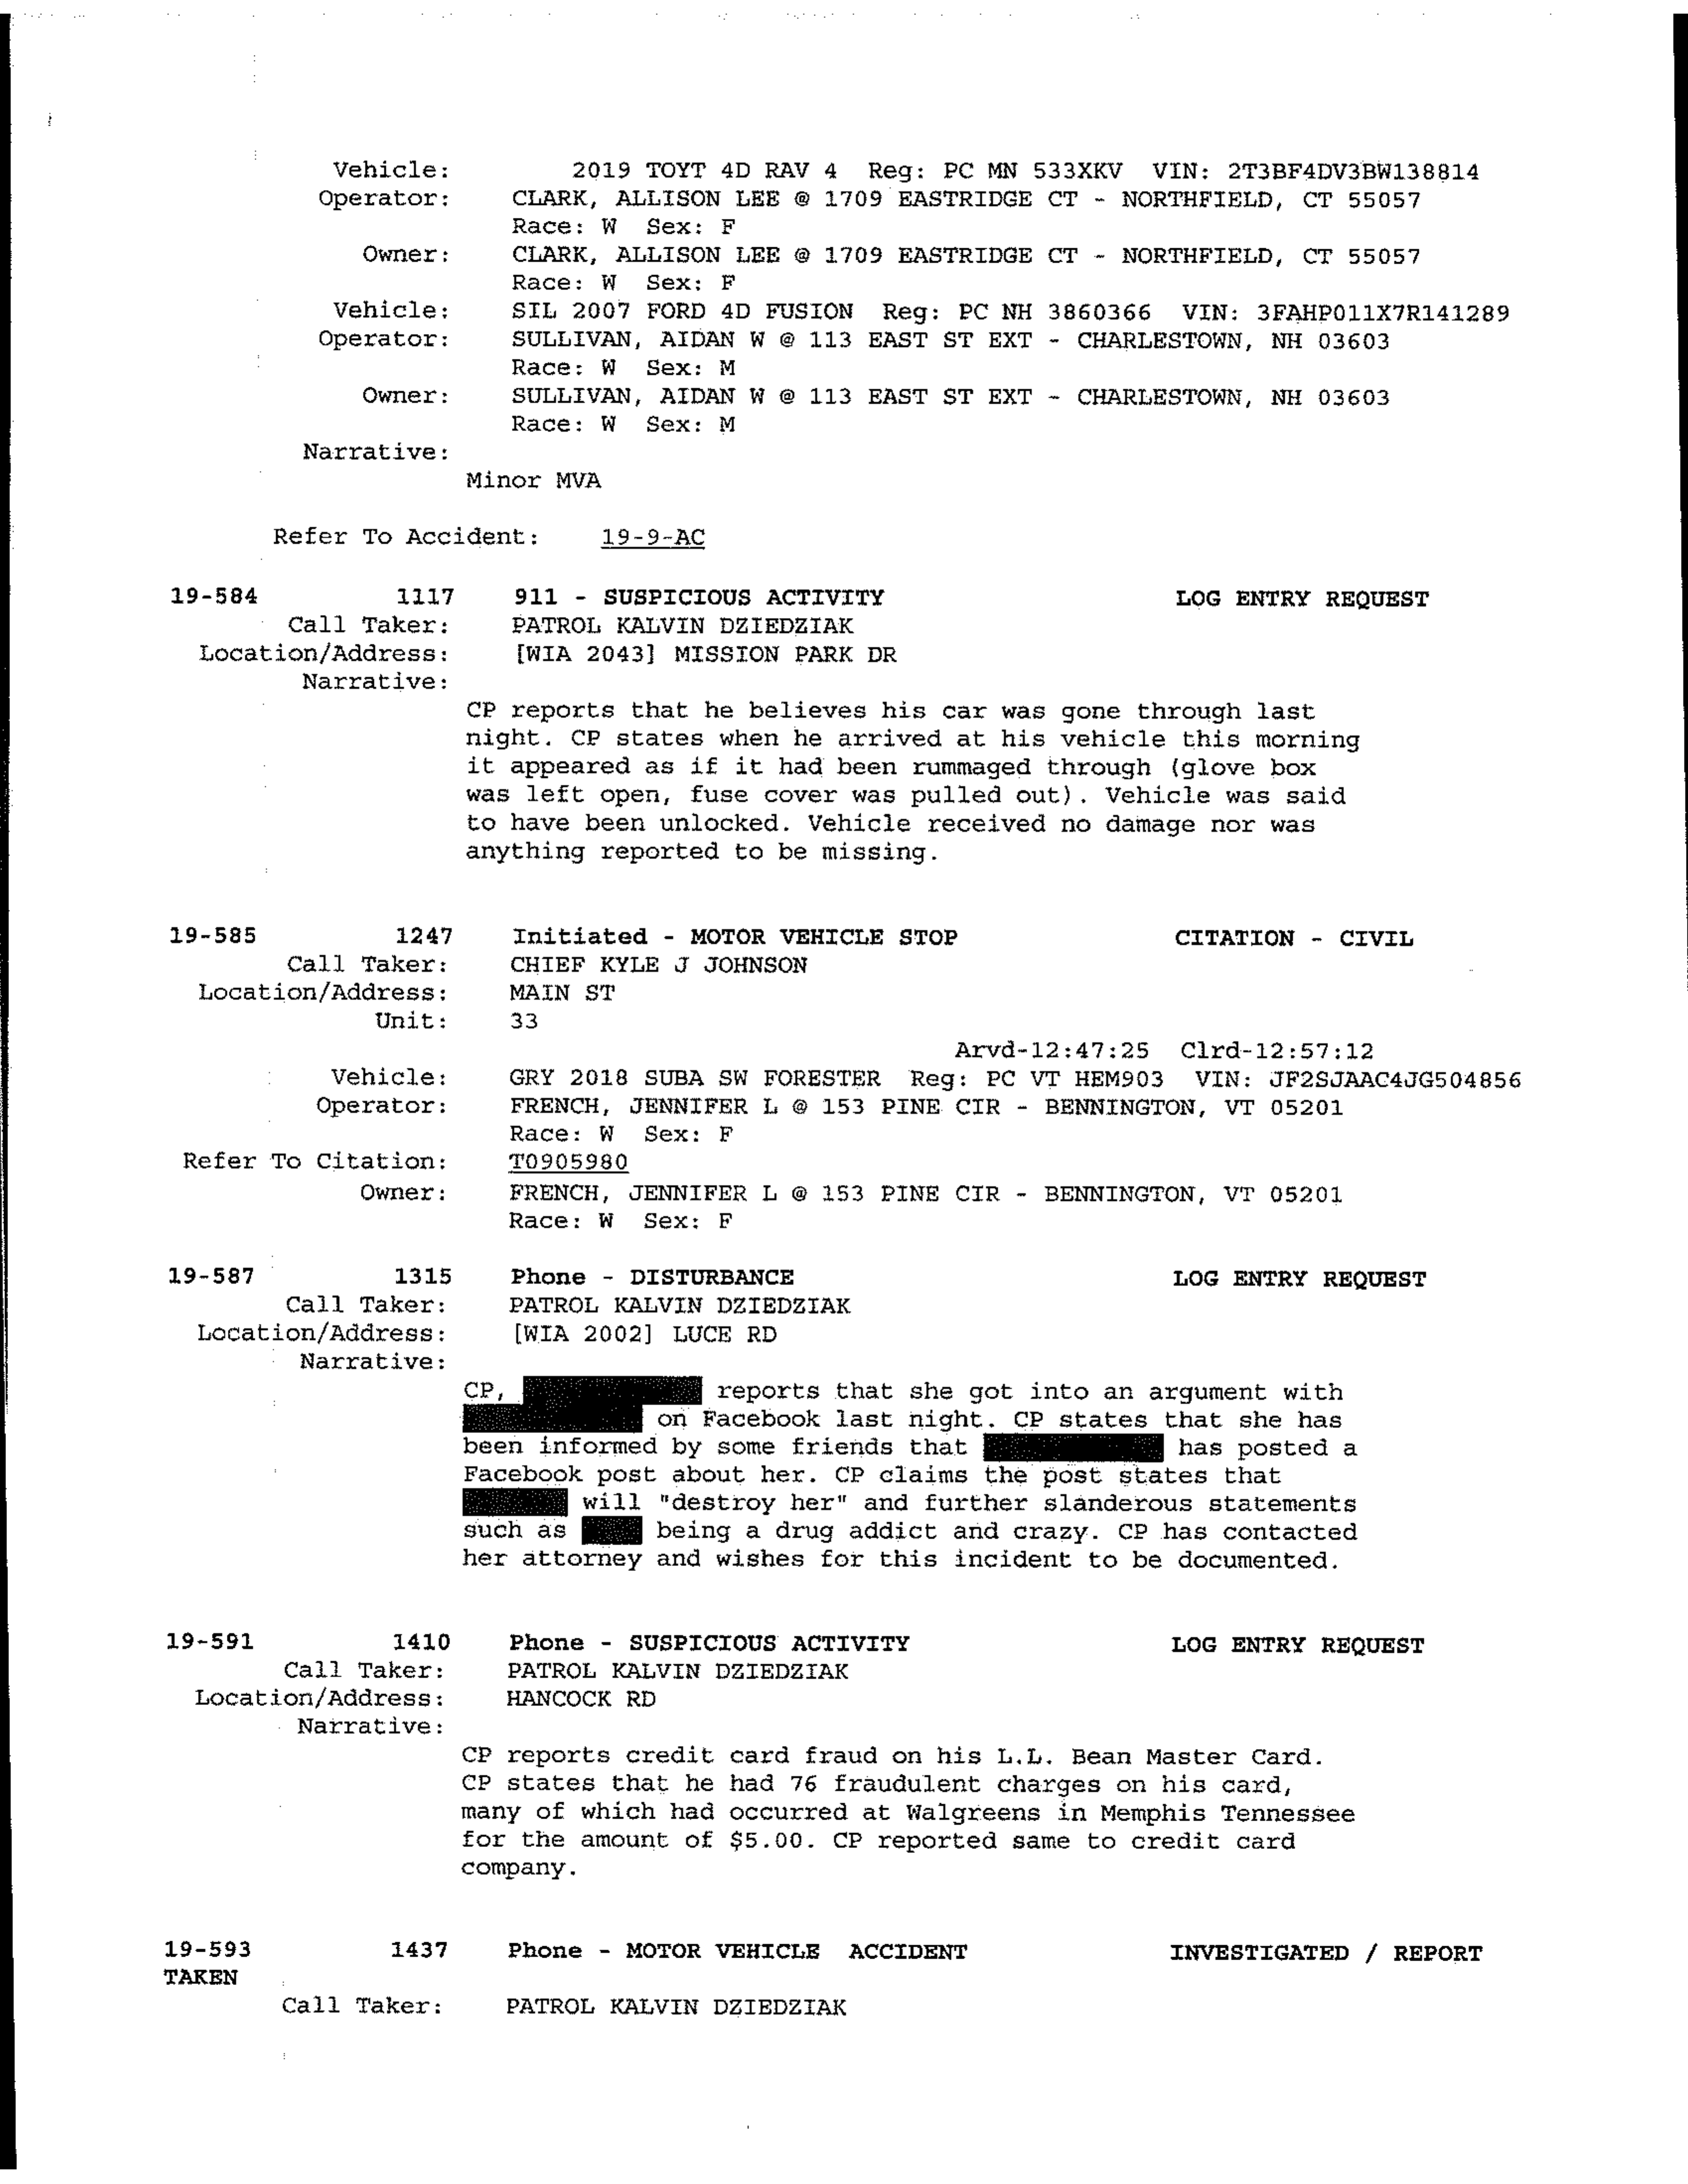 Vehicle: 2019 TOYT 4D RAV 4 Reg: PC MN 533XKV VIN: 2T3BF4DV3BW138814
Operator: CLARK, ALLISON LEE @ 1709 EASTRIDGE CT - NORTHFIELD, CT 55057
Race: W Sex: F
Owner: CLARK, ALLISON LEE @ 1709 EASTRIDGE CT - NORTHFIELD, CT 55057
Race: W Sex: F
Vehicle: SIL 2007 FORD 4D FUSION Reg: PC NH 3860366 VIN: 3FAHP011X7R141289
Operator: SULLIVAN, AIDAN W @ 113 EAST ST EXT - CHARLESTOWN, NH 03603
Race: W Sex: M
Owner: SULLIVAN, AIDAN W @ 113 EAST ST EXT - CHARLESTOWN, NH 03603
Race: W Sex: M
Narrative:
Minor MVA
Refer To Accident: 19-9-AC
19-584 1117 911 - SUSPICIOUS ACTIVITY LOG ENTRY REQUEST
Call Taker: PATROL KALVIN DZIEDZIAK
Location/Address: [WIA 2043] MISSION PARK DR
Narrative:
CP reports that he believes his car was gone through last
night. CP states when he arrived at his vehicle this morning
it appeared as if it had been rummaged through (glove box
was left open, fuse cover was pulled out). Vehicle was said
to have been unlocked. Vehicle received no damage nor was
anything reported to be missing.
19-585 1247 Initiated - MOTOR VEHICLE STOP CITATION - CIVIL
Call Taker: CHIEF KYLE J JOHNSON
Location/Address: MAIN ST
Unit: 33
Arvd-12:47:25 Clrd-12:57:12
Vehicle: GRY 2018 SUBA SW FORESTER Reg: PC VT HEM903 VIN: JF2SJAAC4JG504856
Operator: FRENCH, JENNIFER L @ 153 PINE CIR - BENNINGTON, VT 05201
Race: W Sex: F
Refer To Citation: T0905980
Owner: FRENCH, JENNIFER L @ 153 PINE CIR - BENNINGTON, VT 05201
Race: W Sex: F
19-587 1315 Phone - DISTURBANCE LOG ENTRY REQUEST
Call Taker: PATROL KALVIN DZIEDZIAK
Location/Address: [WIA 2002] LUCE RD
Narrative:
CP, reports that she got into an argument with
on Facebook last night. CP states that she has
been informed by some friends that has posted a
Facebook post about her. CP claims the post states that
will "destroy her" and further slanderous statements
such as being a drug addict and crazy. CP has contacted
her attorney and wishes for this incident to be documented.
19-591 1410 Phone - SUSPICIOUS ACTIVITY LOG ENTRY REQUEST
Call Taker: PATROL KALVIN DZIEDZIAK
Location/Address: HANCOCK RD
Narrative:
CP reports credit card fraud on his L.L. Bean Master Card.
CP states that he had 76 fraudulent charges on his card,
many of which had occurred at Walgreens in Memphis Tennessee
for the amount of $5.00. CP reported same to credit card
company.
19-593 1437 Phone - MOTOR VEHICLE ACCIDENT INVESTIGATED / REPORT
TAKEN
Call Taker: PATROL KALVIN DZIEDZIAK